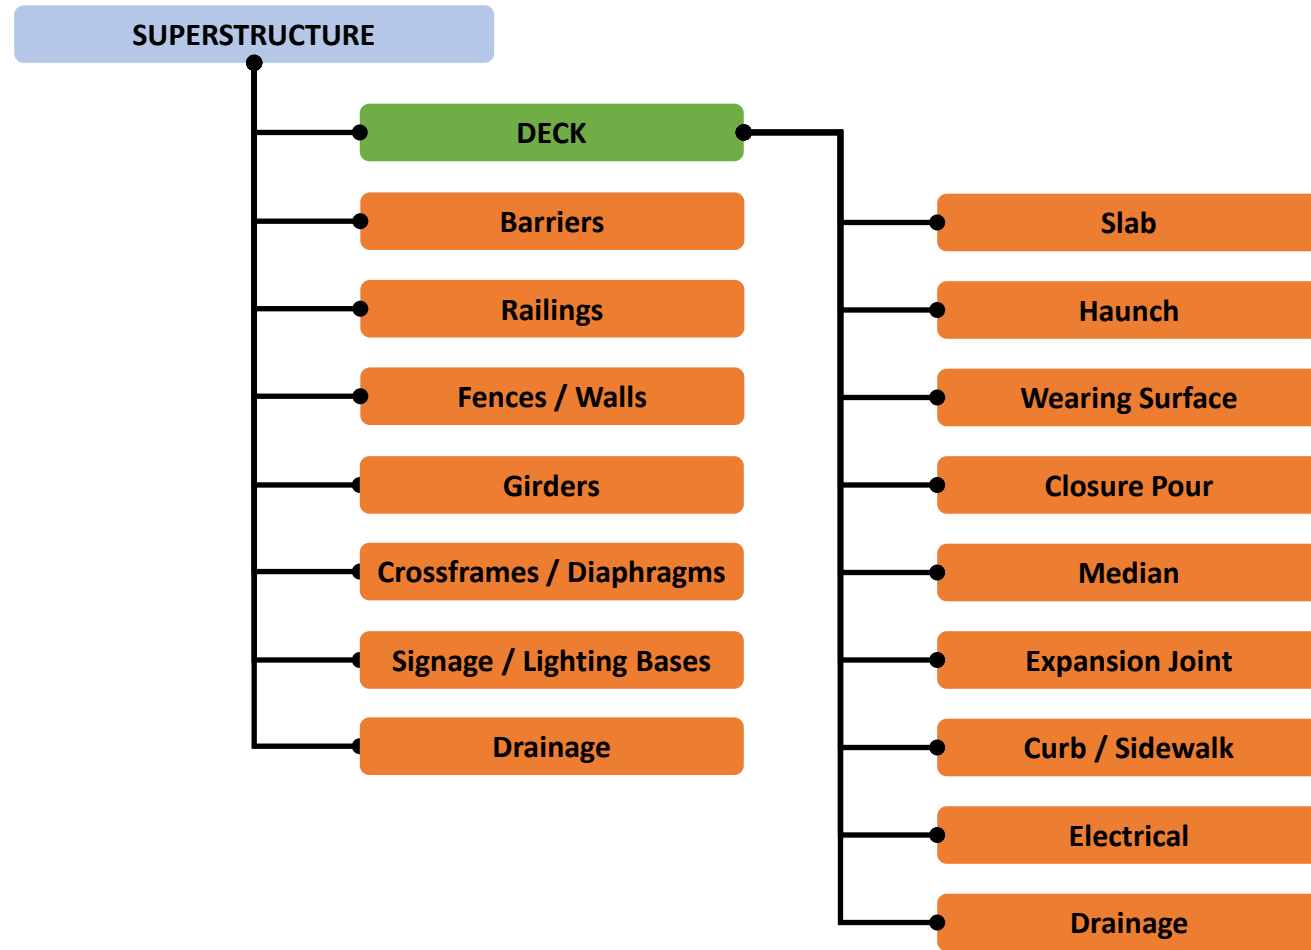 SUPERSTRUCTURE
DECK
Barriers
Railings
Fences / Walls
Girders
Crossframes / Diaphragms
Signage / Lighting Bases
Drainage
Slab
Haunch
Wearing Surface
Closure Pour
Median
Expansion Joint
Curb / Sidewalk
Electrical
Drainage